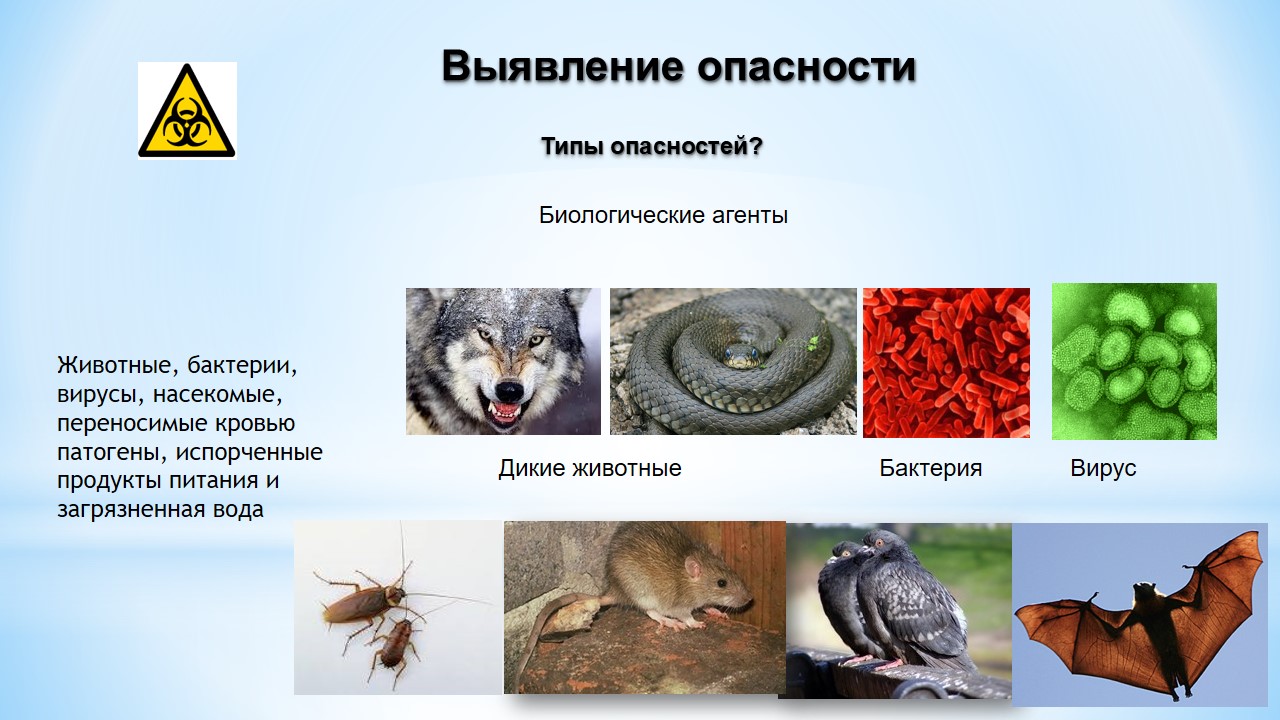 Выявление опасности
Типы опасностей?
Биологические агенты
Животные, бактерии,
вирусы, насекомые,
переносимые кровью
патогены, испорченные
продукты питания и
загрязненная вода
Дикие животные
Бактерия
Вирус